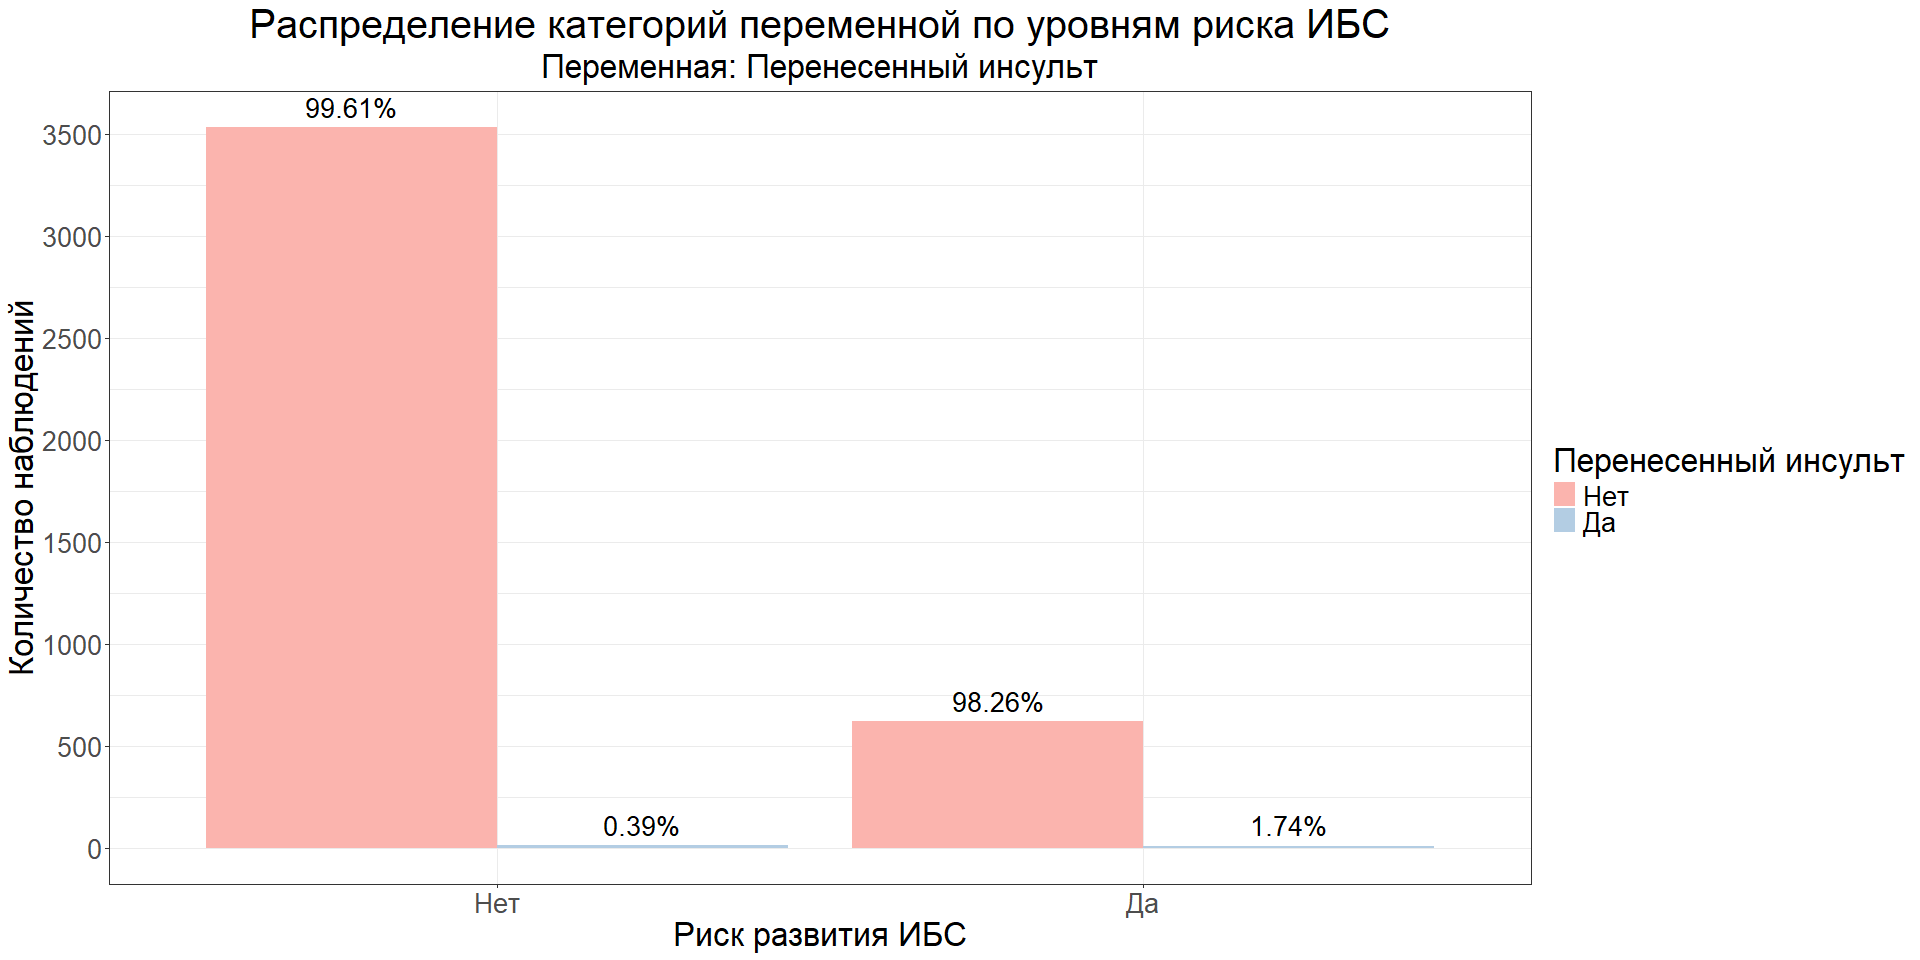 Распределение категорий переменной по уровням риска ИБС
Переменная: Перенесенный инсульт
Количество наблюдений
3500
3000
2500
2000
1500
1000
500
0
99.61%
0.39%
98.26%
1.74%
Нет
Да
Риск развития ИБС
Перенесенный инсульт
Нет
Да